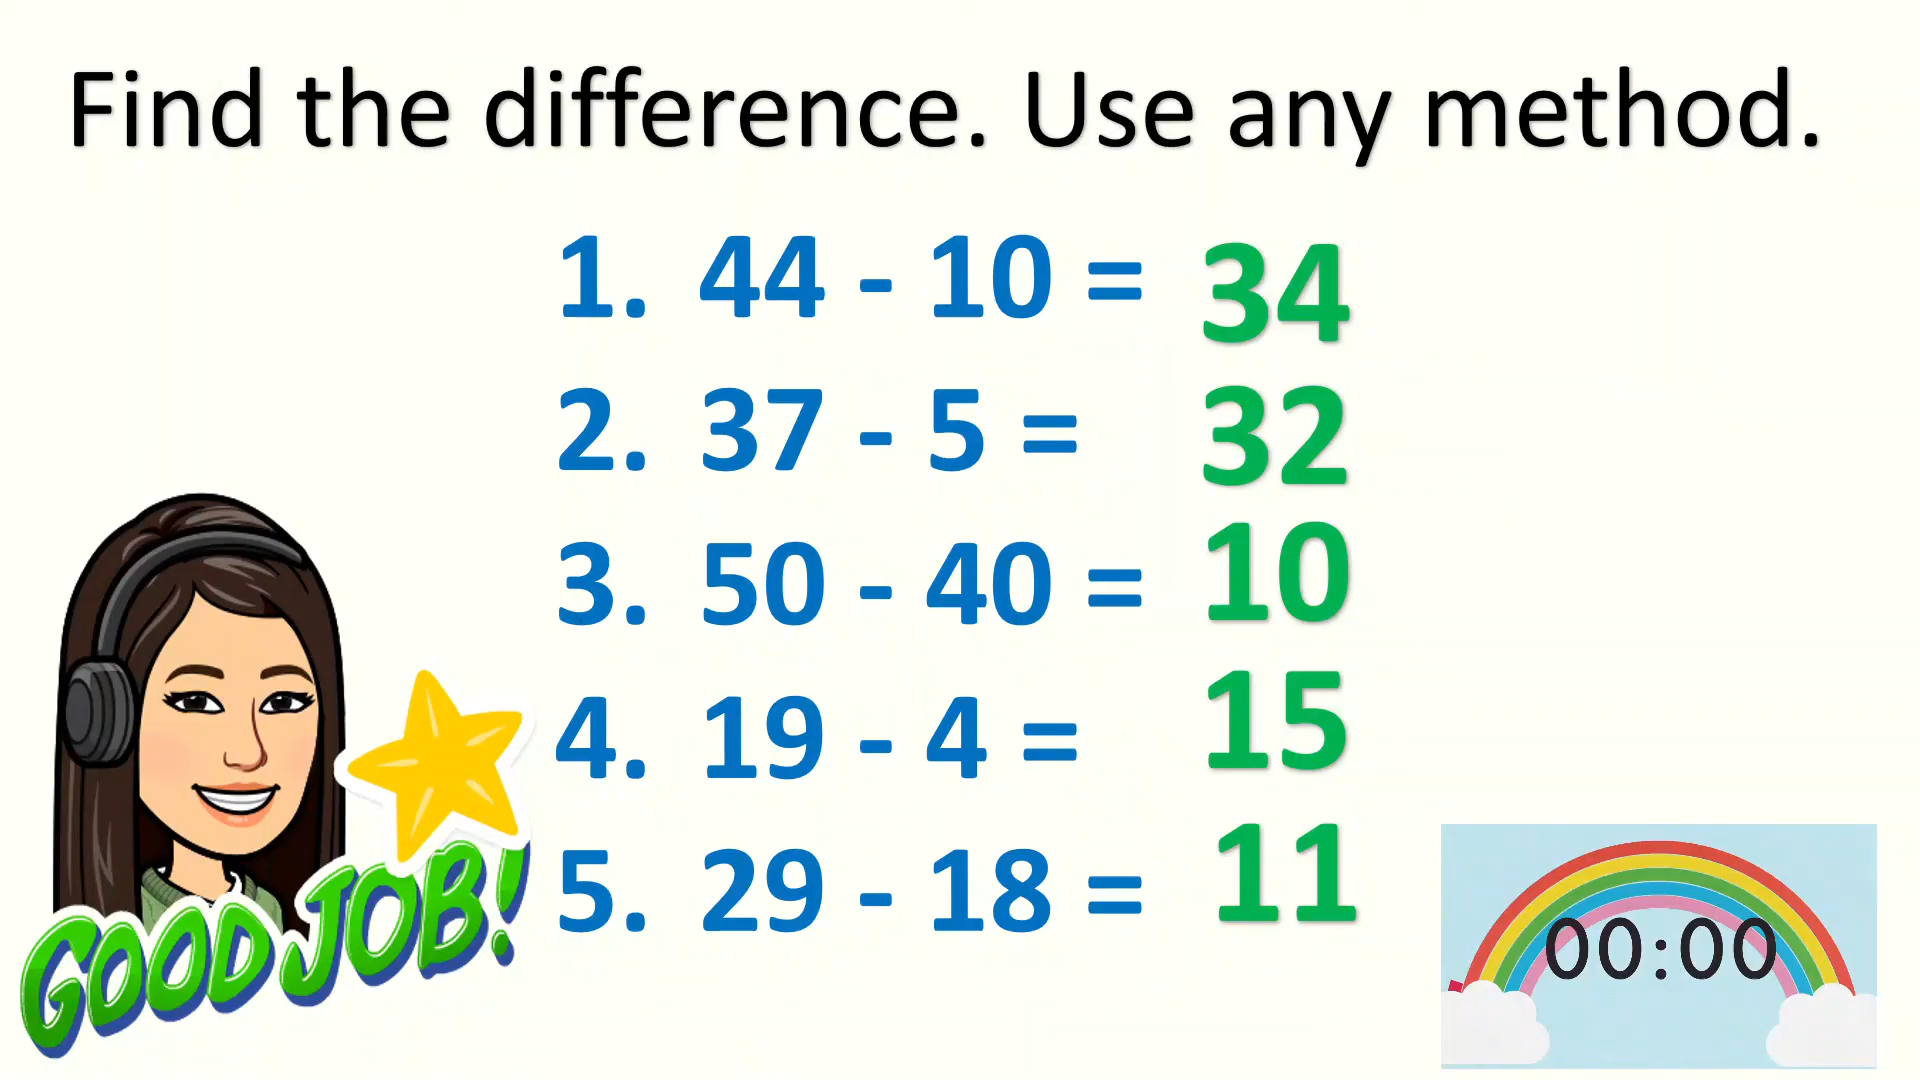 Find the difference. Use any method.
1. 44 - 10 = 34
2. 37 - 5 = 32
3. 50 - 40 = 10
4. 19 - 4 = 15
5. 29 - 18 = 11
GOOD JOB!
00:00